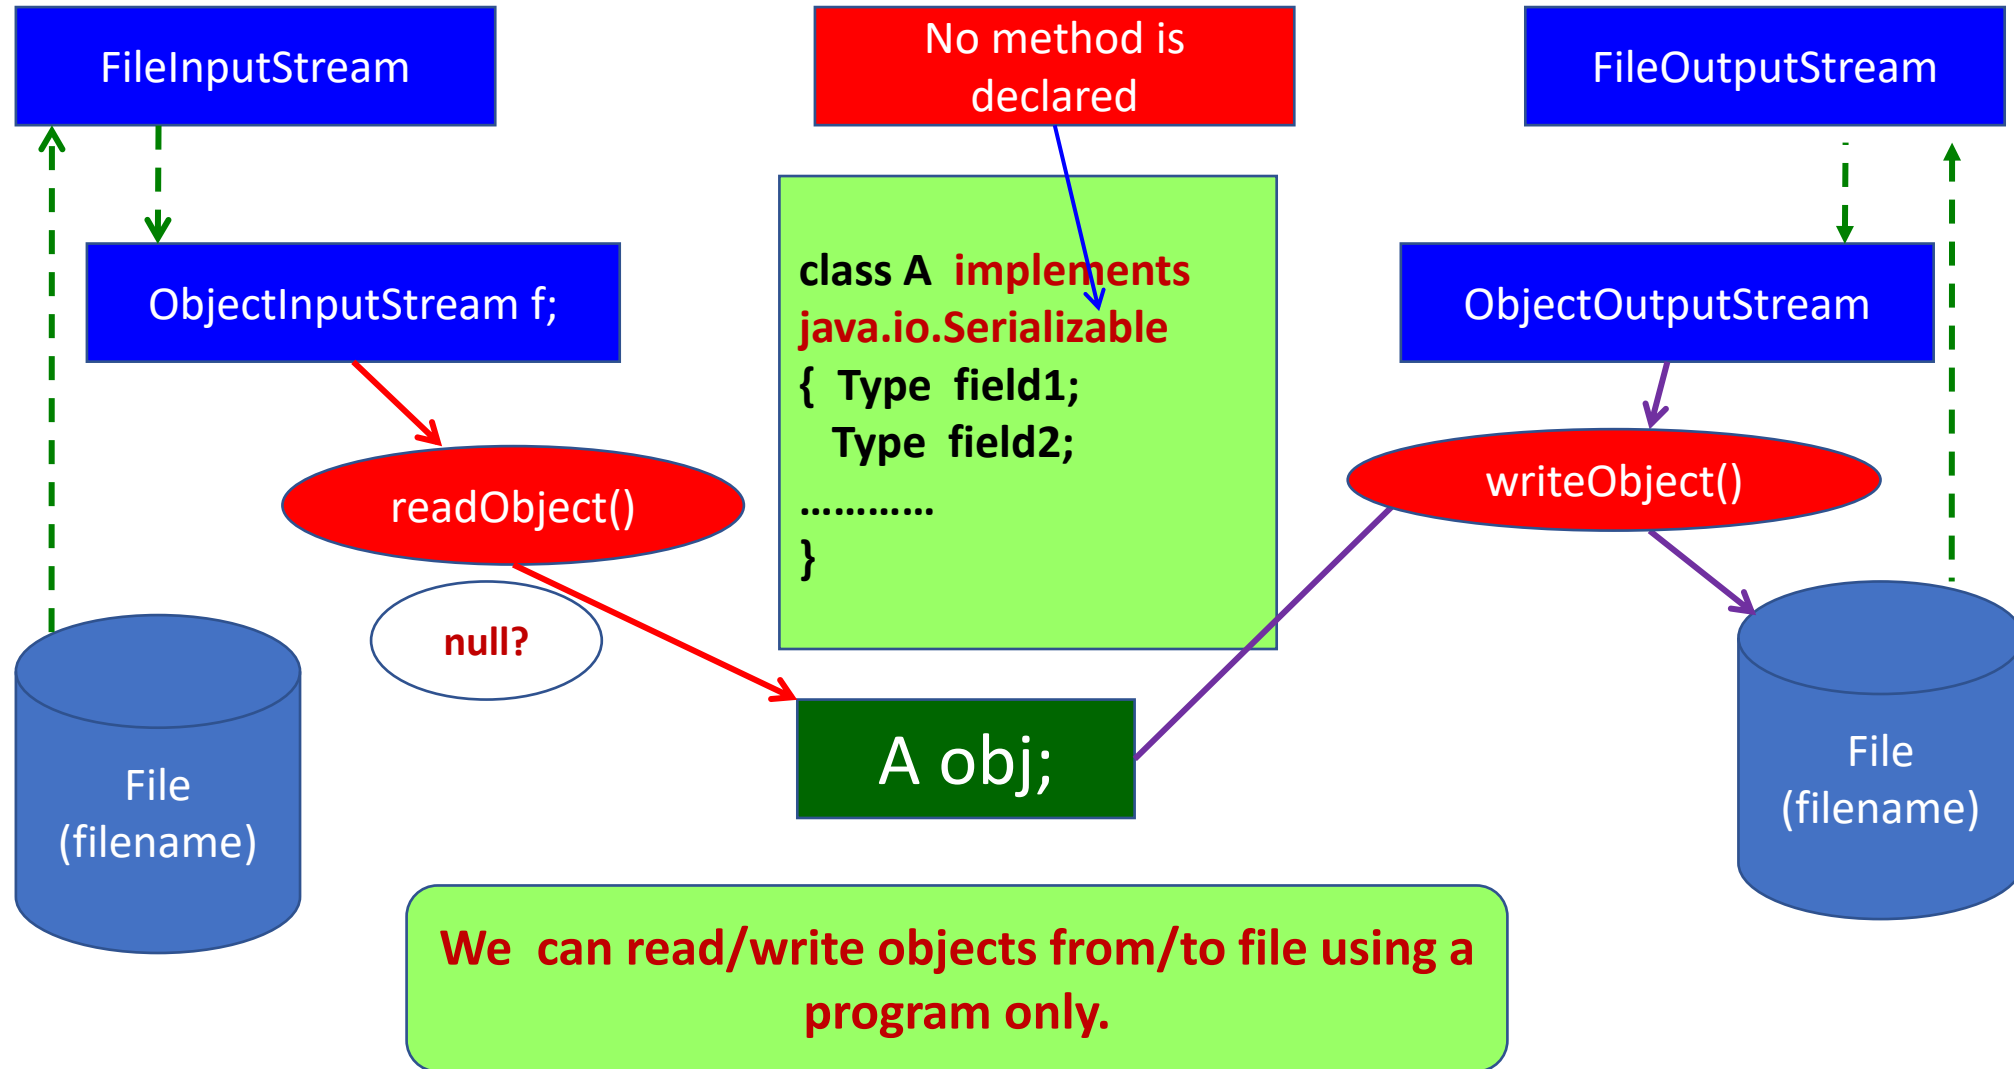 FileInputStream
No method is
declared
FileOutputStream
ObjectInputStream f;
class A  implements
java.io.Serializable
{  Type  field1;
Type  field2;
…………
}
ObjectOutputStream
readObject()
writeObject()
null?
A obj;
File
(filename)
File
(filename)
We  can read/write objects from/to file using a
program only.